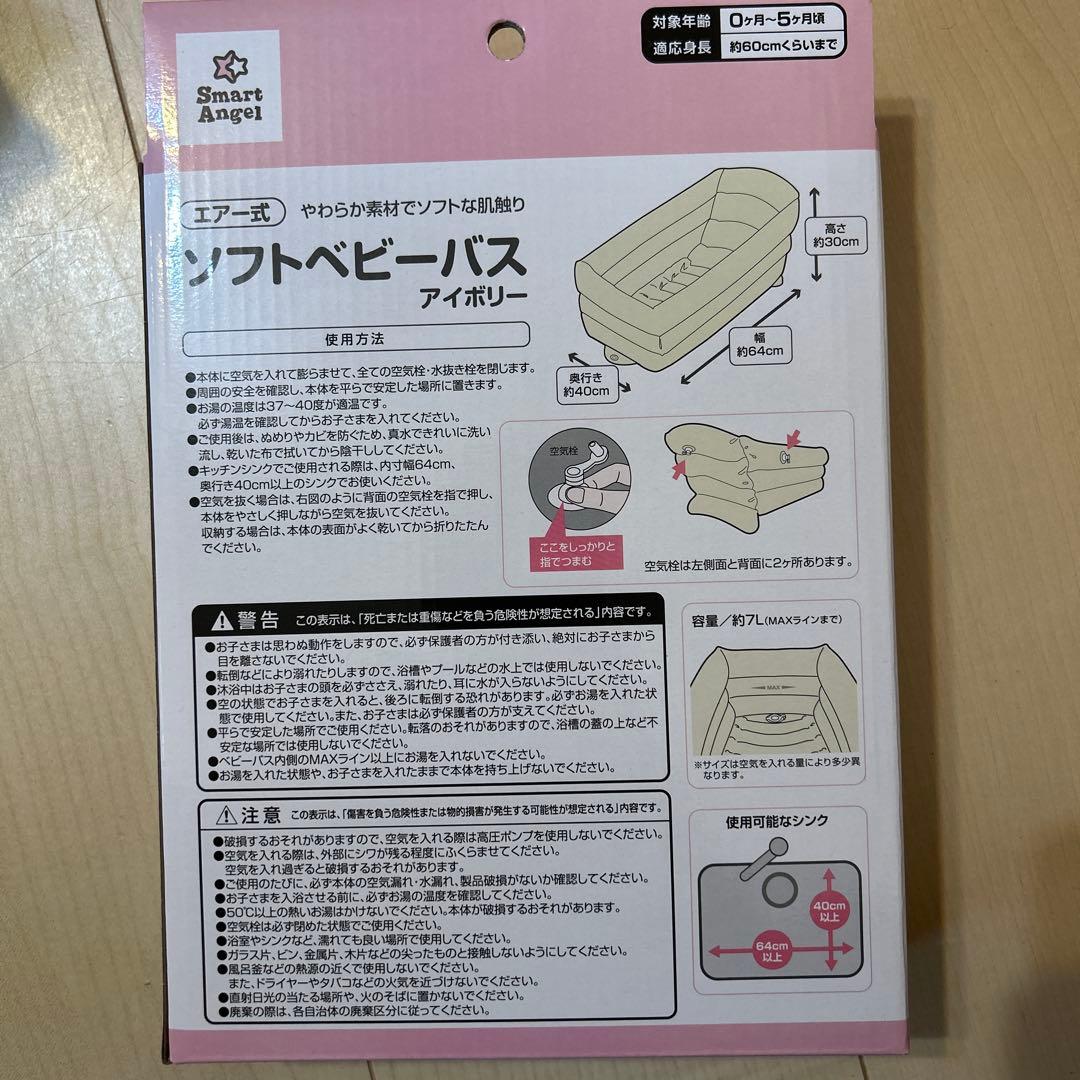 対象年齢 0ヶ月〜5ヶ月頃
適応身長 約60cmくらいまで
Smart
Angel
エアー式 やわらか素材でソフトな肌触り
ソフトベビーバス
アイボリー
高さ
約30cm
幅
約64cm
奥行き
約40cm
使用方法
●本体に空気を入れて膨らませて、全ての空気栓・水抜き栓を閉じます。
●周囲の安全を確認し、本体を平らで安定した場所に置きます。
●お湯の温度は37〜40度が適温です。
必ず湯温を確認してからお子さまを入れてください。
●ご使用後は、ぬめりやカビを防ぐため、真水できれいに洗い
流し、乾いた布で拭いてから陰干ししてください。
●キッチンシンクでご使用される際は、内寸幅64cm、
奥行き40cm以上のシンクでお使いください。
●空気を抜く場合は、右図のように背面の空気栓を指で押し、
本体をやさしく押しながら空気を抜いてください。
収納する場合は、本体の表面がよく乾いてから折りたたん
でください。
空気栓
ここをしっかりと
指でつまむ
空気栓は左側面と背面に2ヶ所あります。
警告 この表示は、「死亡または重傷などを負う危険性が想定される」内容です。
●お子さまは思わぬ動作をしますので、必ず保護者の方が付き添い、絶対にお子さまから
目を離さないでください。
●転倒などにより溺れたりしますので、浴槽やプールなどの水上では使用しないでください。
●沐浴中はお子さまの頭を必ずささえ、溺れたり、耳に水が入らないようにしてください。
●空の状態でお子さまを入れると、後ろに転倒する恐れがあります。必ずお湯を入れた状
態で使用してください。また、お子さまは必ず保護者の方が支えてください。
●平らで安定した場所でご使用ください。転落のおそれがありますので、浴槽の蓋の上など不
安定な場所では使用しないでください。
●ベビーバス内側のMAXライン以上にお湯を入れないでください。
●お湯を入れた状態や、お子さまを入れたままで本体を持ち上げないでください。
容量/約7L(MAXラインまで)
MAX
※サイズは空気を入れる量により多少異
なります。
注意 この表示は、「傷害を負う危険性または物的損害が発生する可能性が想定される」内容です。
●破損するおそれがありますので、空気を入れる際は高圧ポンプを使用しないでください。
●空気を入れる際は、外部にシワが残る程度にふくらませてください。
空気を入れ過ぎると破損するおそれがあります。
●ご使用のたびに、必ず本体の空気漏れ・水漏れ、製品破損がないか確認してください。
●お子さまを入浴させる前に、必ずお湯の温度を確認してください。
●50℃以上の熱いお湯はかけないでください。本体が破損するおそれがあります。
●空気栓は必ず閉めた状態でご使用ください。
●浴室やシンクなど、濡れても良い場所で使用してください。
●ガラス片、ピン、金属片、木片などの尖ったものと接触しないようにしてください。
●風呂釜などの熱源の近くで使用しないでください。
また、ドライヤーやタバコなどの火気を近づけないでください。
●直射日光の当たる場所や、火のそばに置かないでください。
●廃棄の際は、各自治体の廃棄区分に従ってください。
使用可能なシンク
40cm
以上
64cm
以上